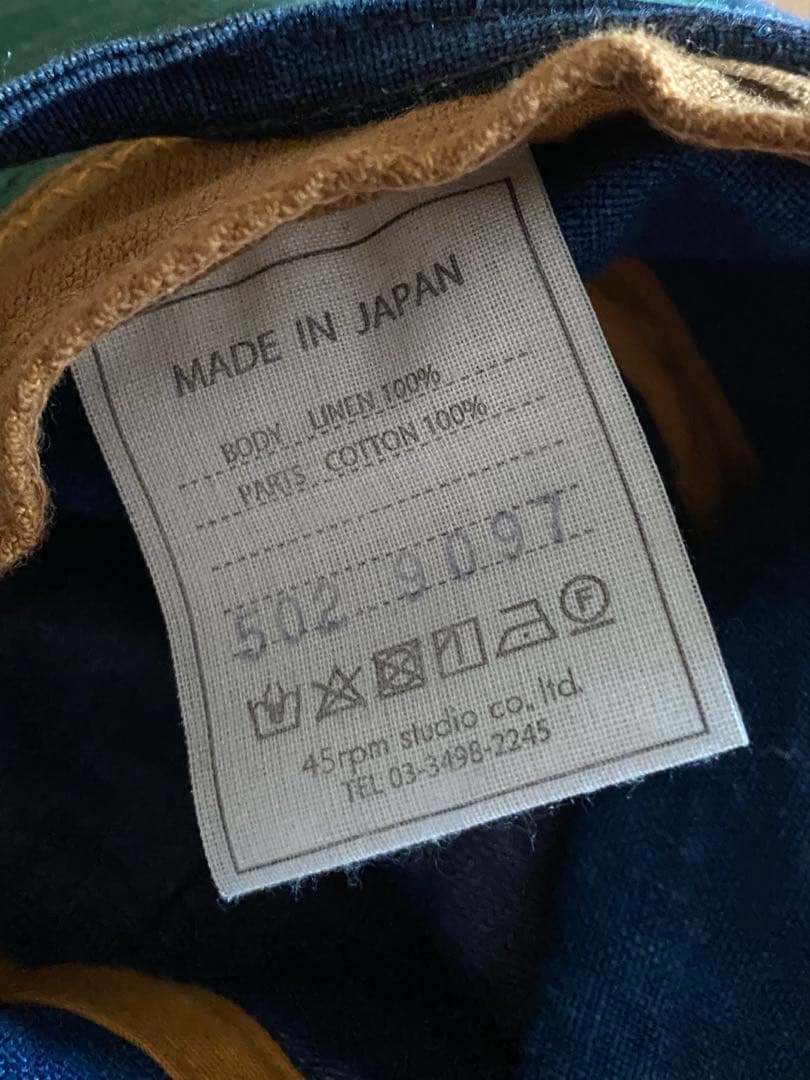 MADE IN JAPAN
BODY LINEN 100%
PARTS COTTON 100%
502 9097
F
45rpm studio co., ltd.
TEL 03-3498-2245